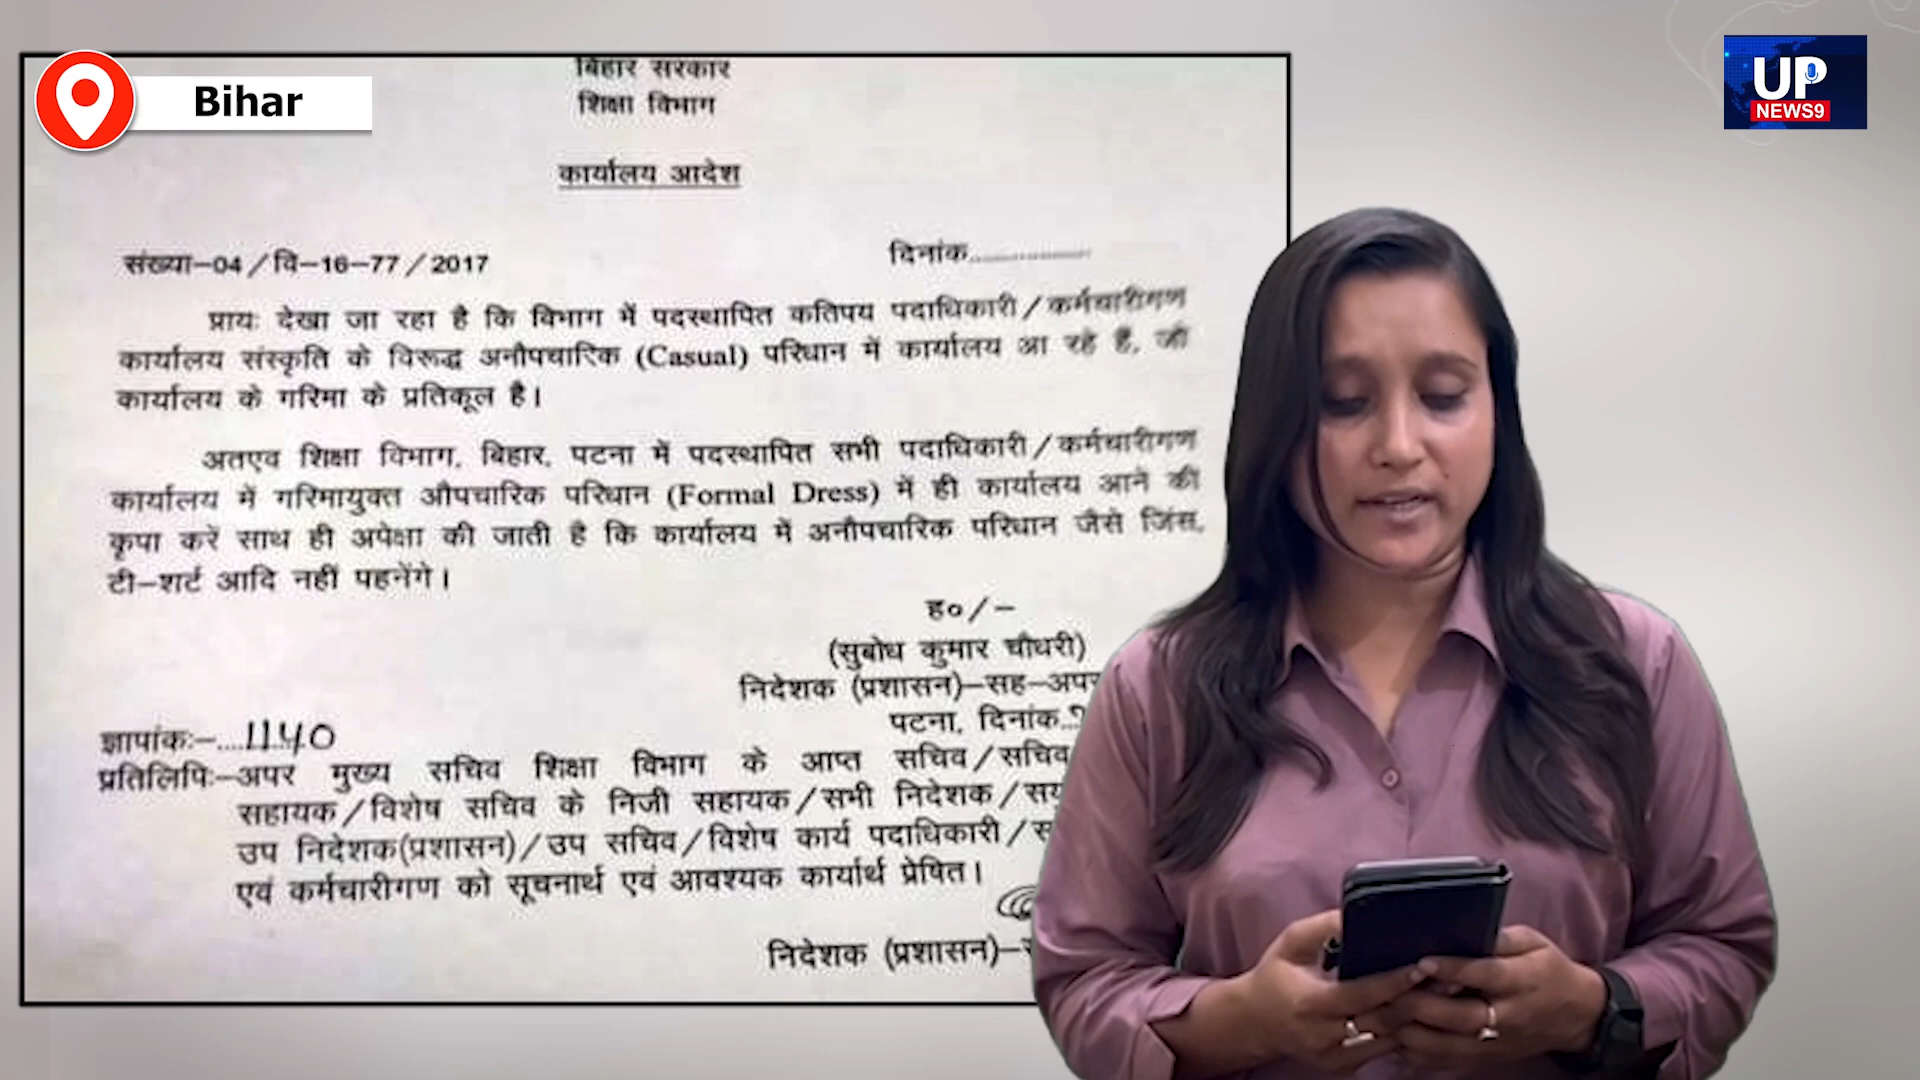 Bihar
UP
NEWS9
बिहार सरकार
शिक्षा विभाग
कार्यालय आदेश
संख्या-04/वि-16-77/2017 दिनांक....................
प्रायः देखा जा रहा है कि विभाग में पदस्थापित कतिपय पदाधिकारी/कर्मचारीगण
कार्यालय संस्कृति के विरूद्ध अनौपचारिक (Casual) परिधान में कार्यालय आ रहे हैं, जो
कार्यालय के गरिमा के प्रतिकूल है।
अतएव शिक्षा विभाग, बिहार, पटना में पदस्थापित सभी पदाधिकारी/कर्मचारीगण
कार्यालय में गरिमायुक्त औपचारिक परिधान (Formal Dress) में ही कार्यालय आने की
कृपा करें साथ ही अपेक्षा की जाती है कि कार्यालय में अनौपचारिक परिधान जैसे जिंस,
टी-शर्ट आदि नहीं पहनेंगे।
ह०/-
(सुबोध कुमार चौधरी)
निदेशक (प्रशासन)-सह-अपर
पटना, दिनांक..
ज्ञापांक:-....1140
प्रतिलिपिः-अपर मुख्य सचिव शिक्षा विभाग के आप्त सचिव/सचिव
सहायक/विशेष सचिव के निजी सहायक/सभी निदेशक/
उप निदेशक(प्रशासन)/उप सचिव/विशेष कार्य पदाधिकारी/
एवं कर्मचारीगण को सूचनार्थ एवं आवश्यक कार्यार्थ प्रेषित।
निदेशक (प्रशासन)-